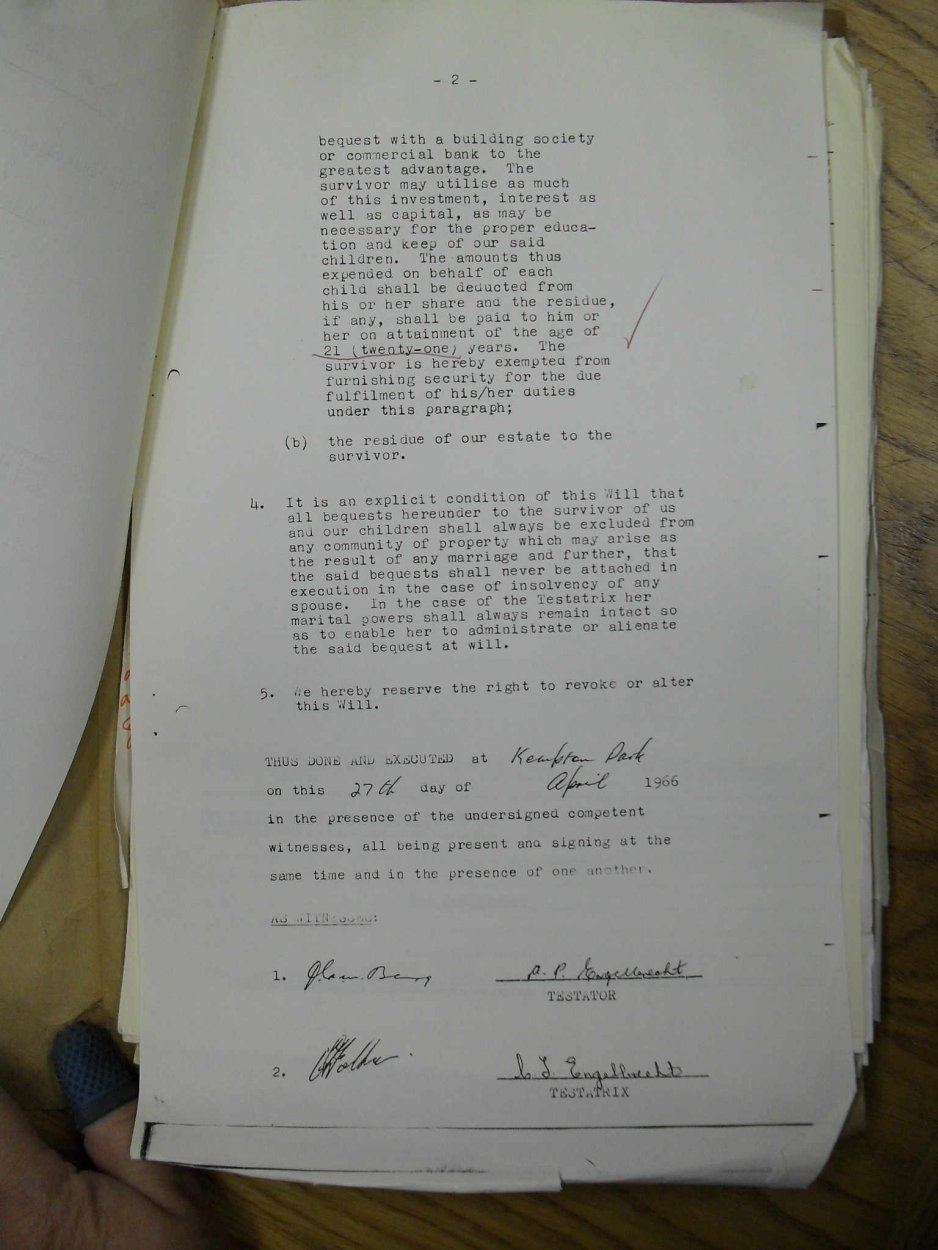 - 2 -
bequest with a building society
or commercial bank to the
greatest advantage. The
survivor may utilise as much
of this investment, interest as
well as capital, as may be
necessary for the proper educa-
tion and keep of our said
children. The amounts thus
expended on behalf of each
child shall be deducted from
his or her share and the residue,
if any, shall be paid to him or
her on attainment of the age of
21 (twenty-one) years. The
survivor is hereby exempted from
furnishing security for the due
fulfilment of his/her duties
under this paragraph;
(b) the residue of our estate to the
survivor.
4. It is an explicit condition of this Will that
all bequests hereunder to the survivor of us
and our children shall always be excluded from
any community of property which may arise as
the result of any marriage and further, that
the said bequests shall never be attached in
execution in the case of insolvency of any
spouse. In the case of the Testatrix her
marital powers shall always remain intact so
as to enable her to administrate or alienate
the said bequest at will.
5. We hereby reserve the right to revoke or alter
this Will.
THUS DONE AND EXECUTED at Kempton Park
on this 27th day of April 1966
in the presence of the undersigned competent
witnesses, all being present and signing at the
same time and in the presence of one another.
AS WITNESSES:
1. A. P. Engelbrecht
TESTATOR
2. Engelbrecht
TESTATRIX